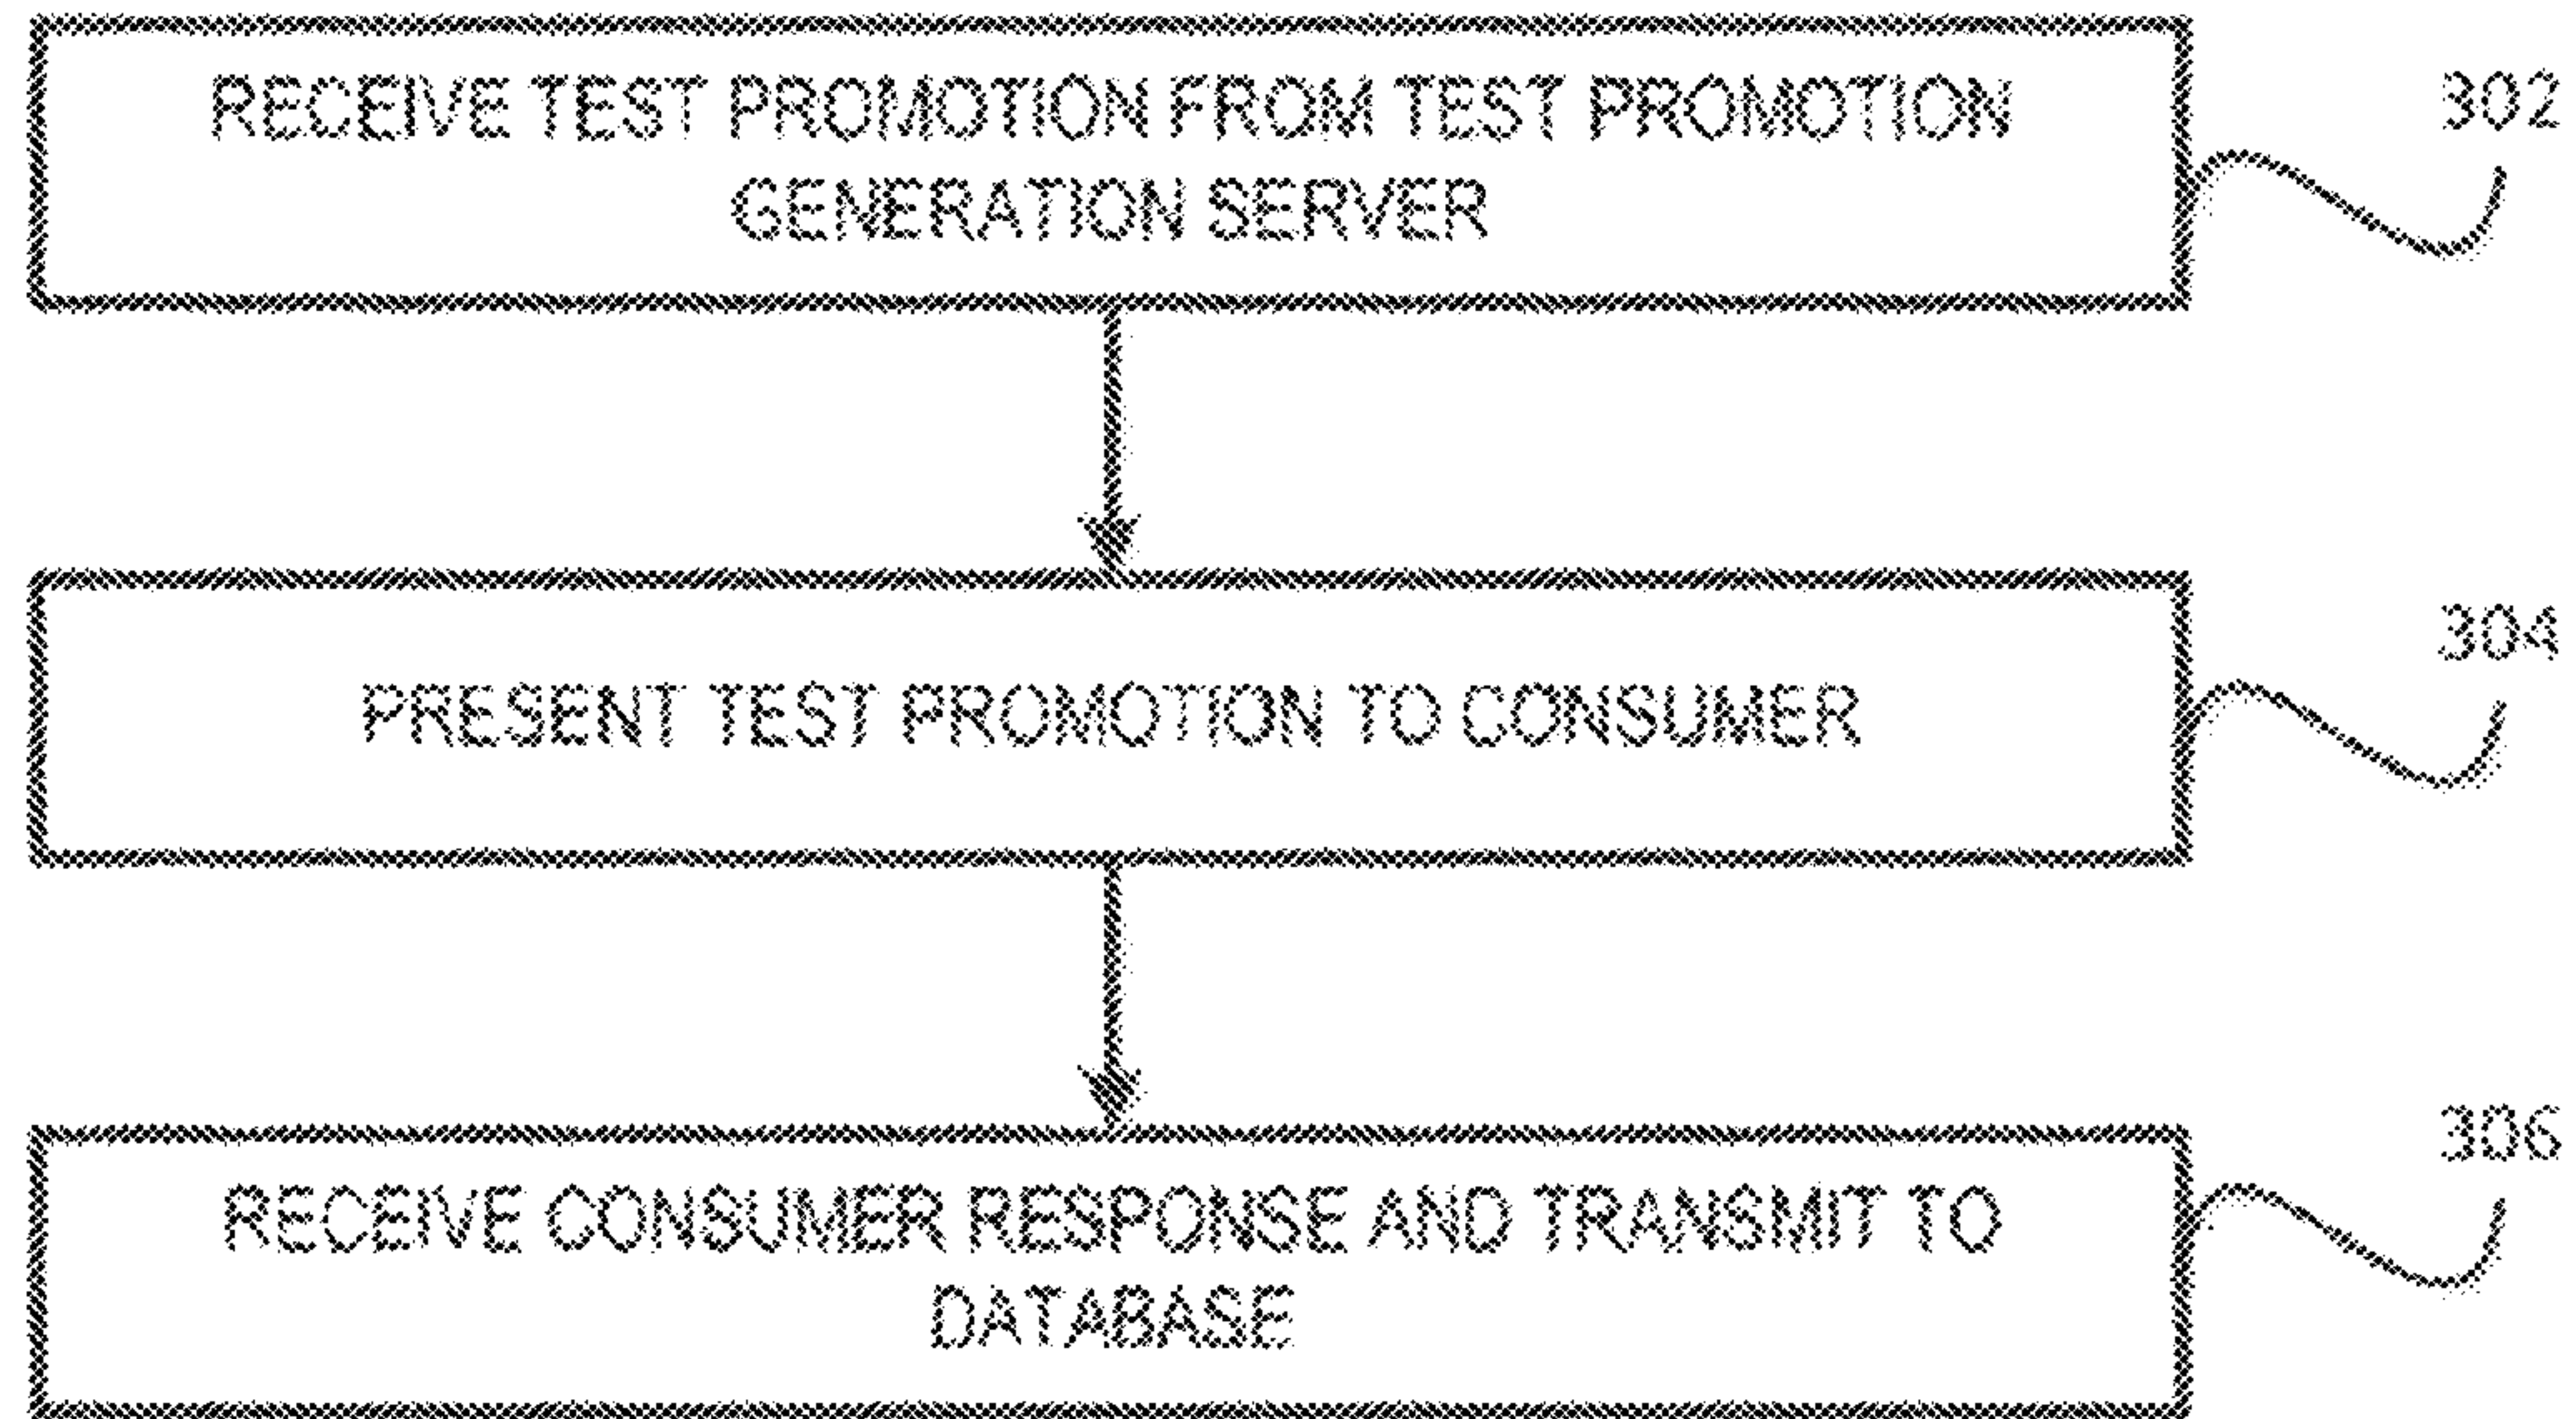 RECEIVE TEST PROMOTION FROM TEST PROMOTION
GENERATION SERVER
302
PRESENT TEST PROMOTION TO CONSUMER
304
RECEIVE CONSUMER RESPONSE AND TRANSMIT TO
DATABASE
306